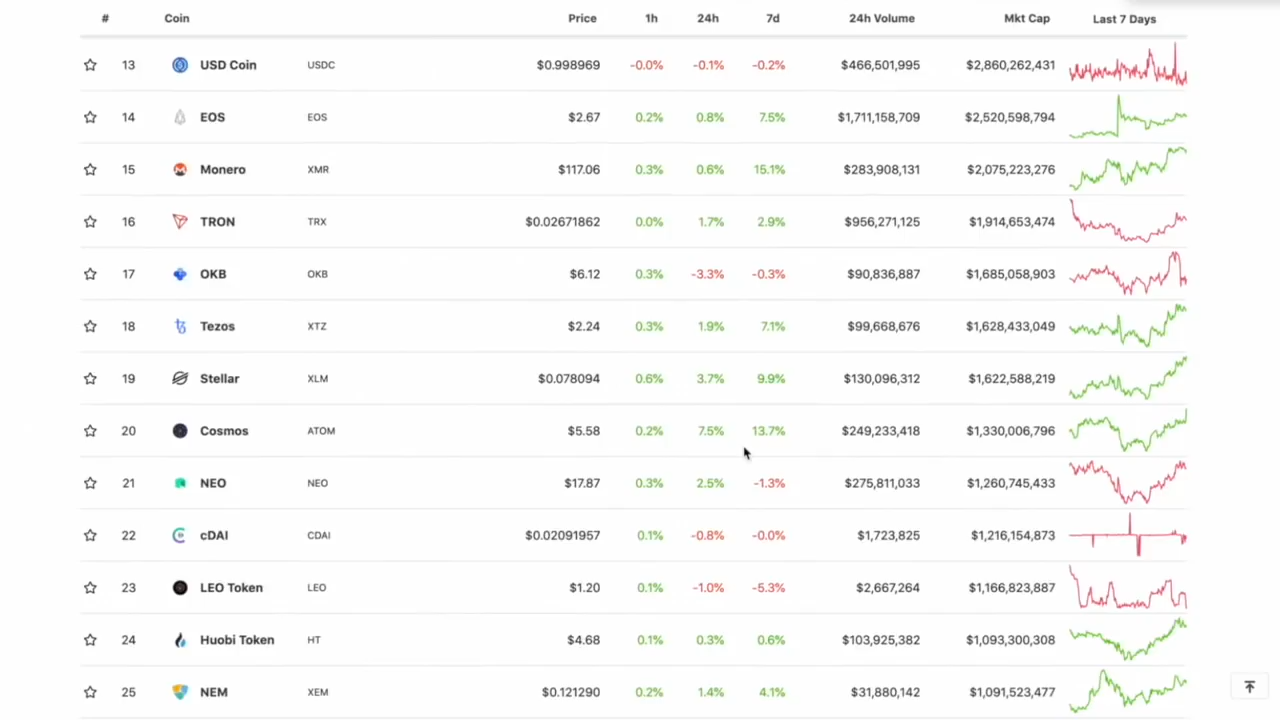 # Coin Price 1h 24h 7d 24h Volume Mkt Cap Last 7 Days
13 USD Coin USDC $0.998969 -0.0% -0.1% -0.2% $466,501,995 $2,860,262,431
14 EOS EOS $2.67 0.2% 0.8% 7.5% $1,711,158,709 $2,520,598,794
15 Monero XMR $117.06 0.3% 0.6% 15.1% $283,908,131 $2,075,223,276
16 TRON TRX $0.02671862 0.0% 1.7% 2.9% $956,271,125 $1,914,653,474
17 OKB OKB $6.12 0.3% -3.3% -0.3% $90,836,887 $1,685,058,903
18 Tezos XTZ $2.24 0.3% 1.9% 7.1% $99,668,676 $1,628,433,049
19 Stellar XLM $0.078094 0.6% 3.7% 9.9% $130,096,312 $1,622,588,219
20 Cosmos ATOM $5.58 0.2% 7.5% 13.7% $249,233,418 $1,330,006,796
21 NEO NEO $17.87 0.3% 2.5% -1.3% $275,811,033 $1,260,745,433
22 cDAI CDAI $0.02091957 0.1% -0.8% -0.0% $1,723,825 $1,216,154,873
23 LEO Token LEO $1.20 0.1% -1.0% -5.3% $2,667,264 $1,166,823,887
24 Huobi Token HT $4.68 0.1% 0.3% 0.6% $103,925,382 $1,093,300,308
25 NEM XEM $0.121290 0.2% 1.4% 4.1% $31,880,142 $1,091,523,477